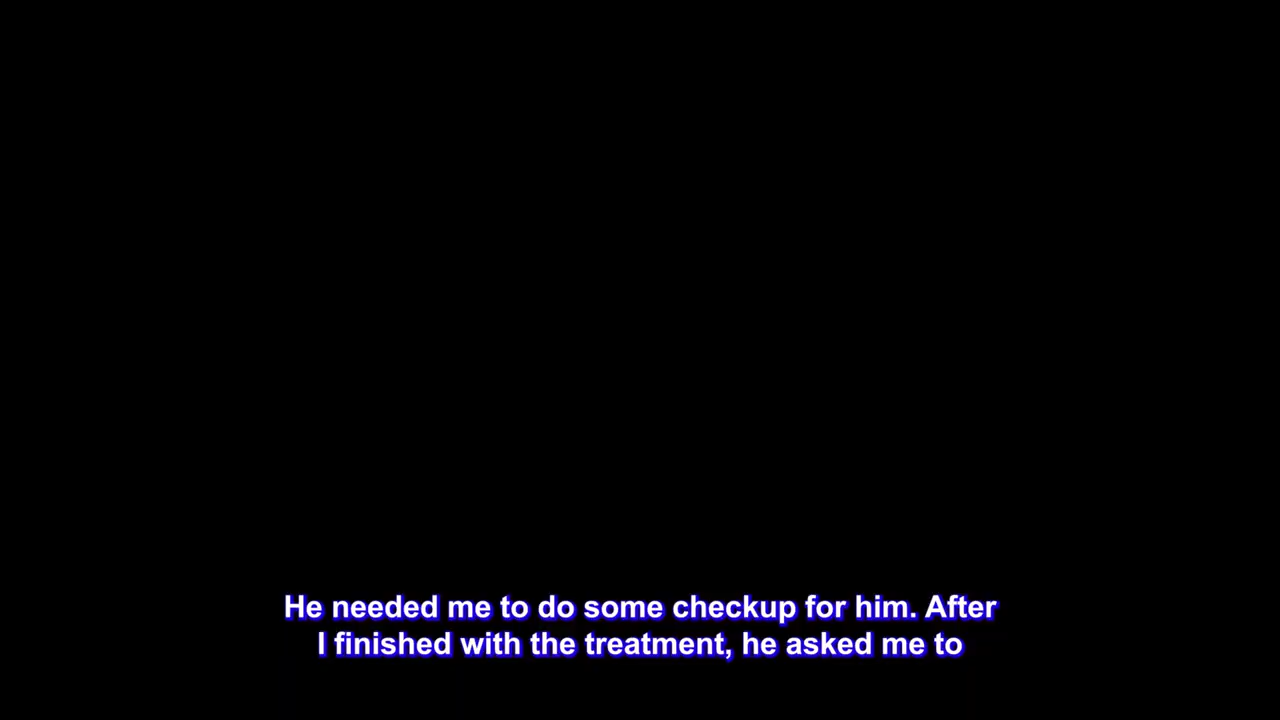 He needed me to do some checkup for him. After
I finished with the treatment, he asked me to